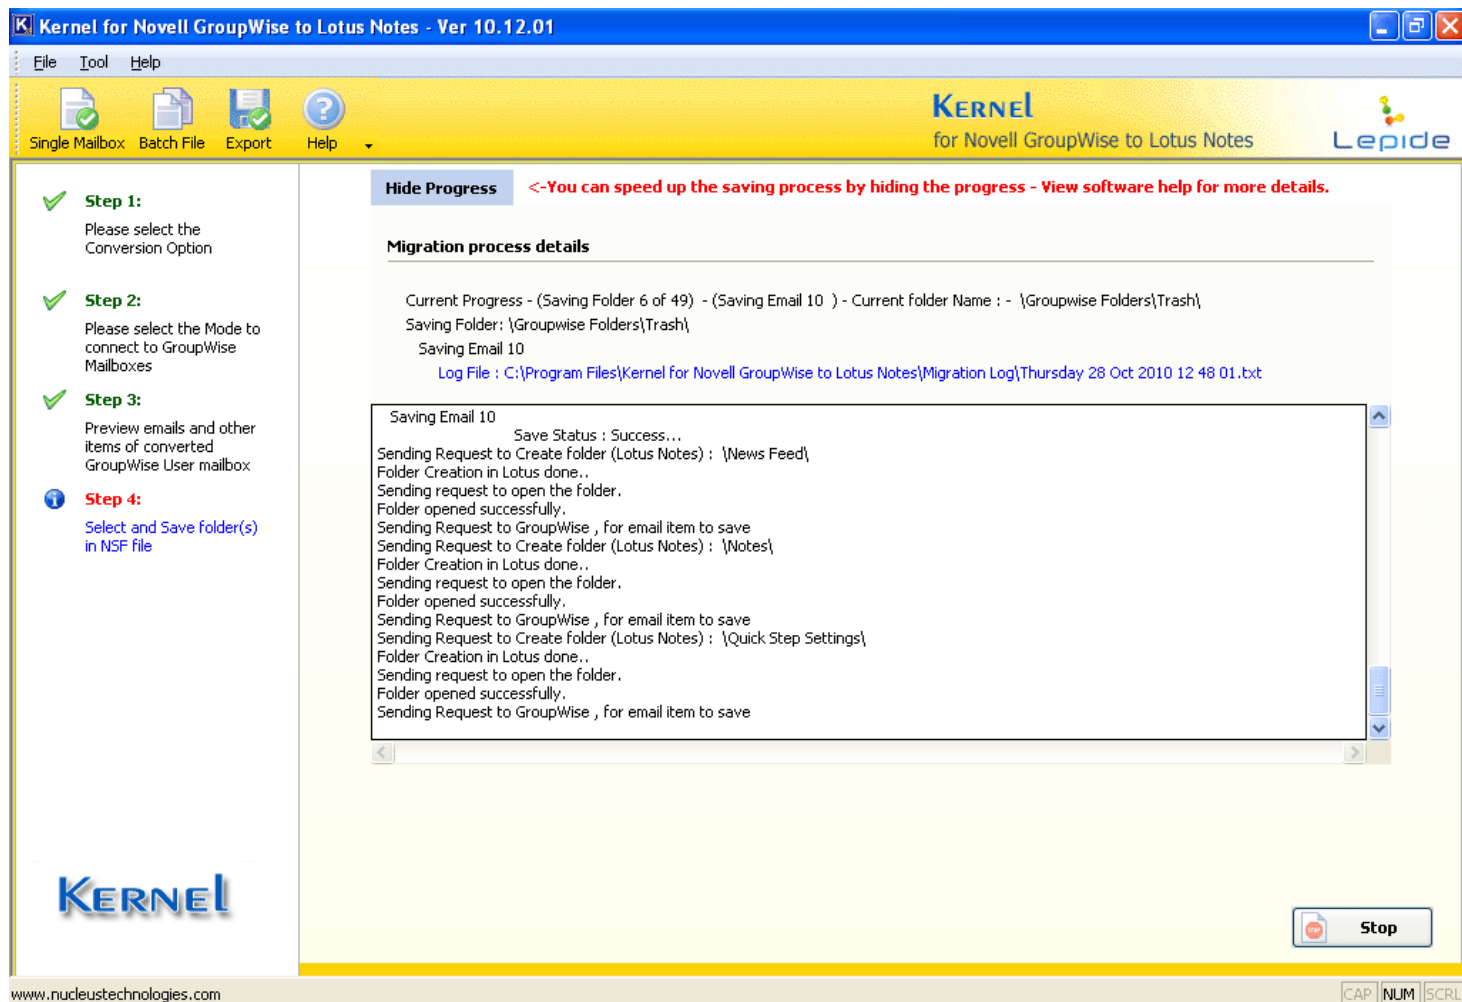 Kernel for Novell GroupWise to Lotus Notes - Ver 10.12.01
File Tool Help
Single Mailbox Batch File Export Help
KERNEL
for Novell GroupWise to Lotus Notes
Lepide
Step 1:
Please select the
Conversion Option
Step 2:
Please select the Mode to
connect to GroupWise
Mailboxes
Step 3:
Preview emails and other
items of converted
GroupWise User mailbox
Step 4:
Select and Save folder(s)
in NSF file
KERNEL
Hide Progress <-You can speed up the saving process by hiding the progress - View software help for more details.
Migration process details
Current Progress - (Saving Folder 6 of 49) - (Saving Email 10 ) - Current folder Name : - \Groupwise Folders\Trash\
Saving Folder: \Groupwise Folders\Trash\
Saving Email 10
Log File : C:\Program Files\Kernel for Novell GroupWise to Lotus Notes\Migration Log\Thursday 28 Oct 2010 12 48 01.txt
Saving Email 10
Save Status : Success...
Sending Request to Create folder (Lotus Notes) : \News Feed\
Folder Creation in Lotus done..
Sending request to open the folder.
Folder opened successfully.
Sending Request to GroupWise , for email item to save
Sending Request to Create folder (Lotus Notes) : \Notes\
Folder Creation in Lotus done..
Sending request to open the folder.
Folder opened successfully.
Sending Request to GroupWise , for email item to save
Sending Request to Create folder (Lotus Notes) : \Quick Step Settings\
Folder Creation in Lotus done..
Sending request to open the folder.
Folder opened successfully.
Sending Request to GroupWise , for email item to save
Stop
www.nucleustechnologies.com
CAP NUM SCRL